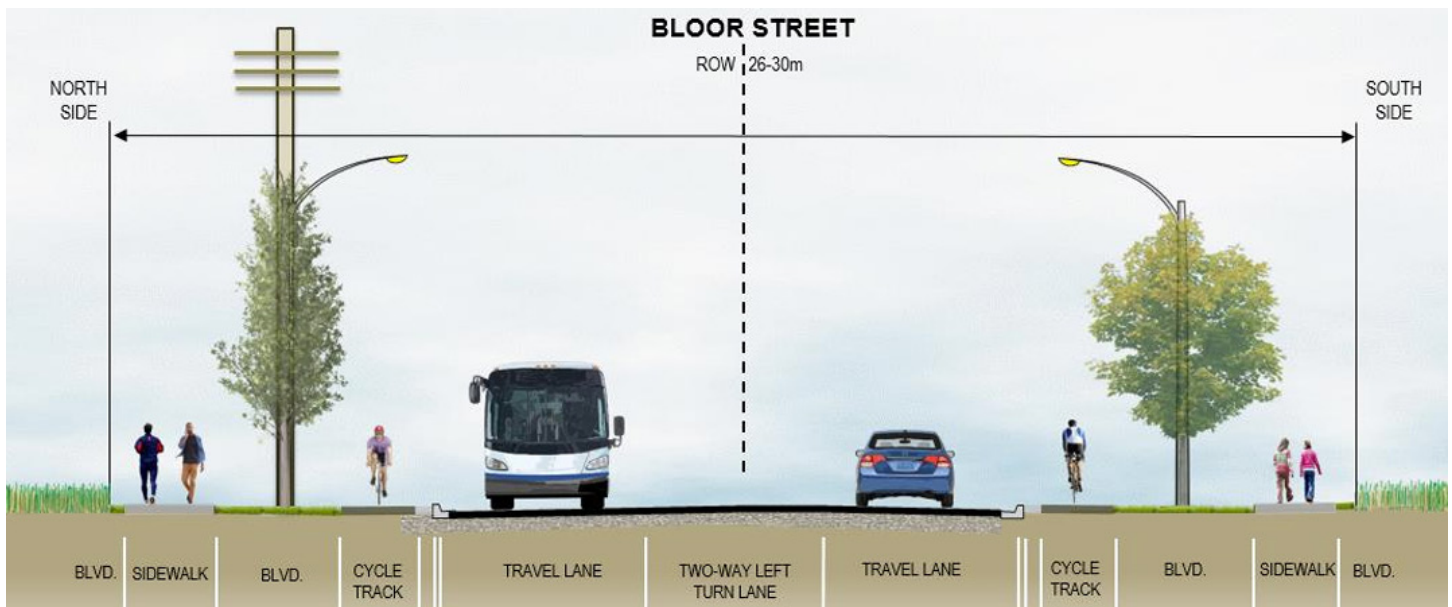 BLOOR STREET
ROW 26-30m
NORTH
SIDE
SOUTH
SIDE
BLVD.
SIDEWALK
BLVD.
CYCLE
TRACK
TRAVEL LANE
TWO-WAY LEFT
TURN LANE
TRAVEL LANE
CYCLE
TRACK
BLVD.
SIDEWALK
BLVD.